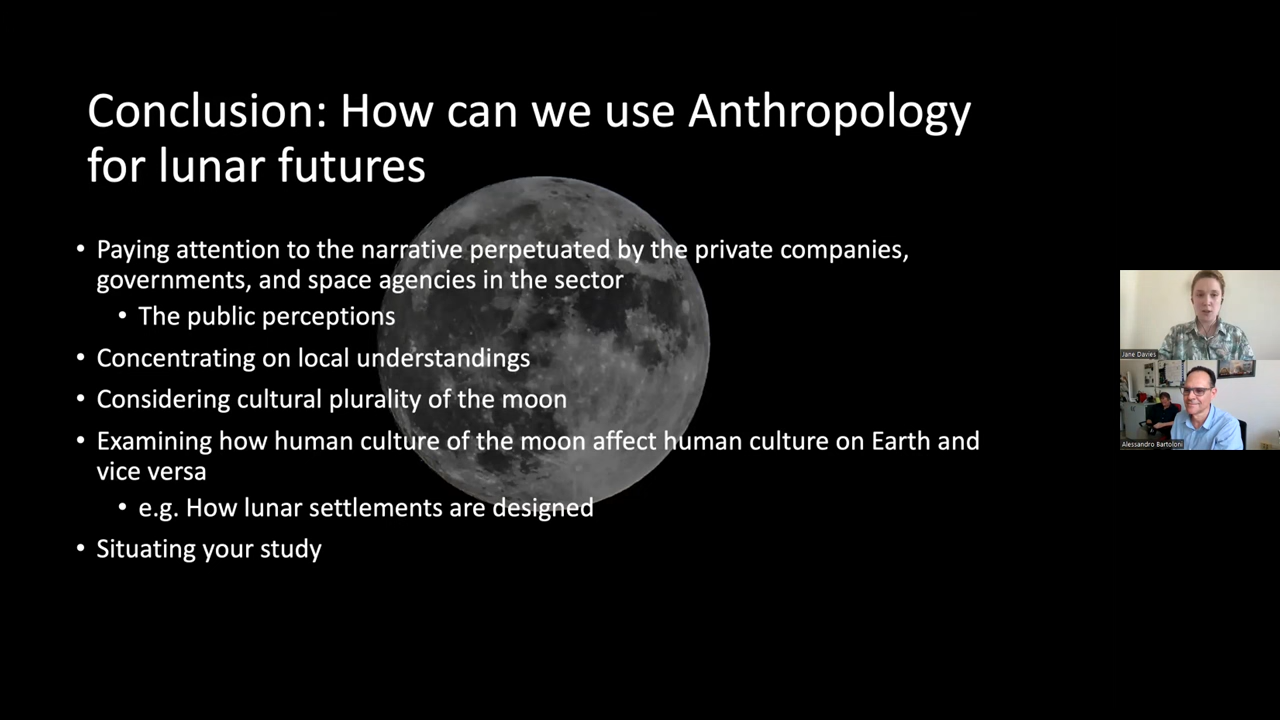 Conclusion: How can we use Anthropology
for lunar futures
• Paying attention to the narrative perpetuated by the private companies,
governments, and space agencies in the sector
• The public perceptions
• Concentrating on local understandings
• Considering cultural plurality of the moon
• Examining how human culture of the moon affect human culture on Earth and
vice versa
• e.g. How lunar settlements are designed
• Situating your study
Jane Davies
Alessandro Bartoloni